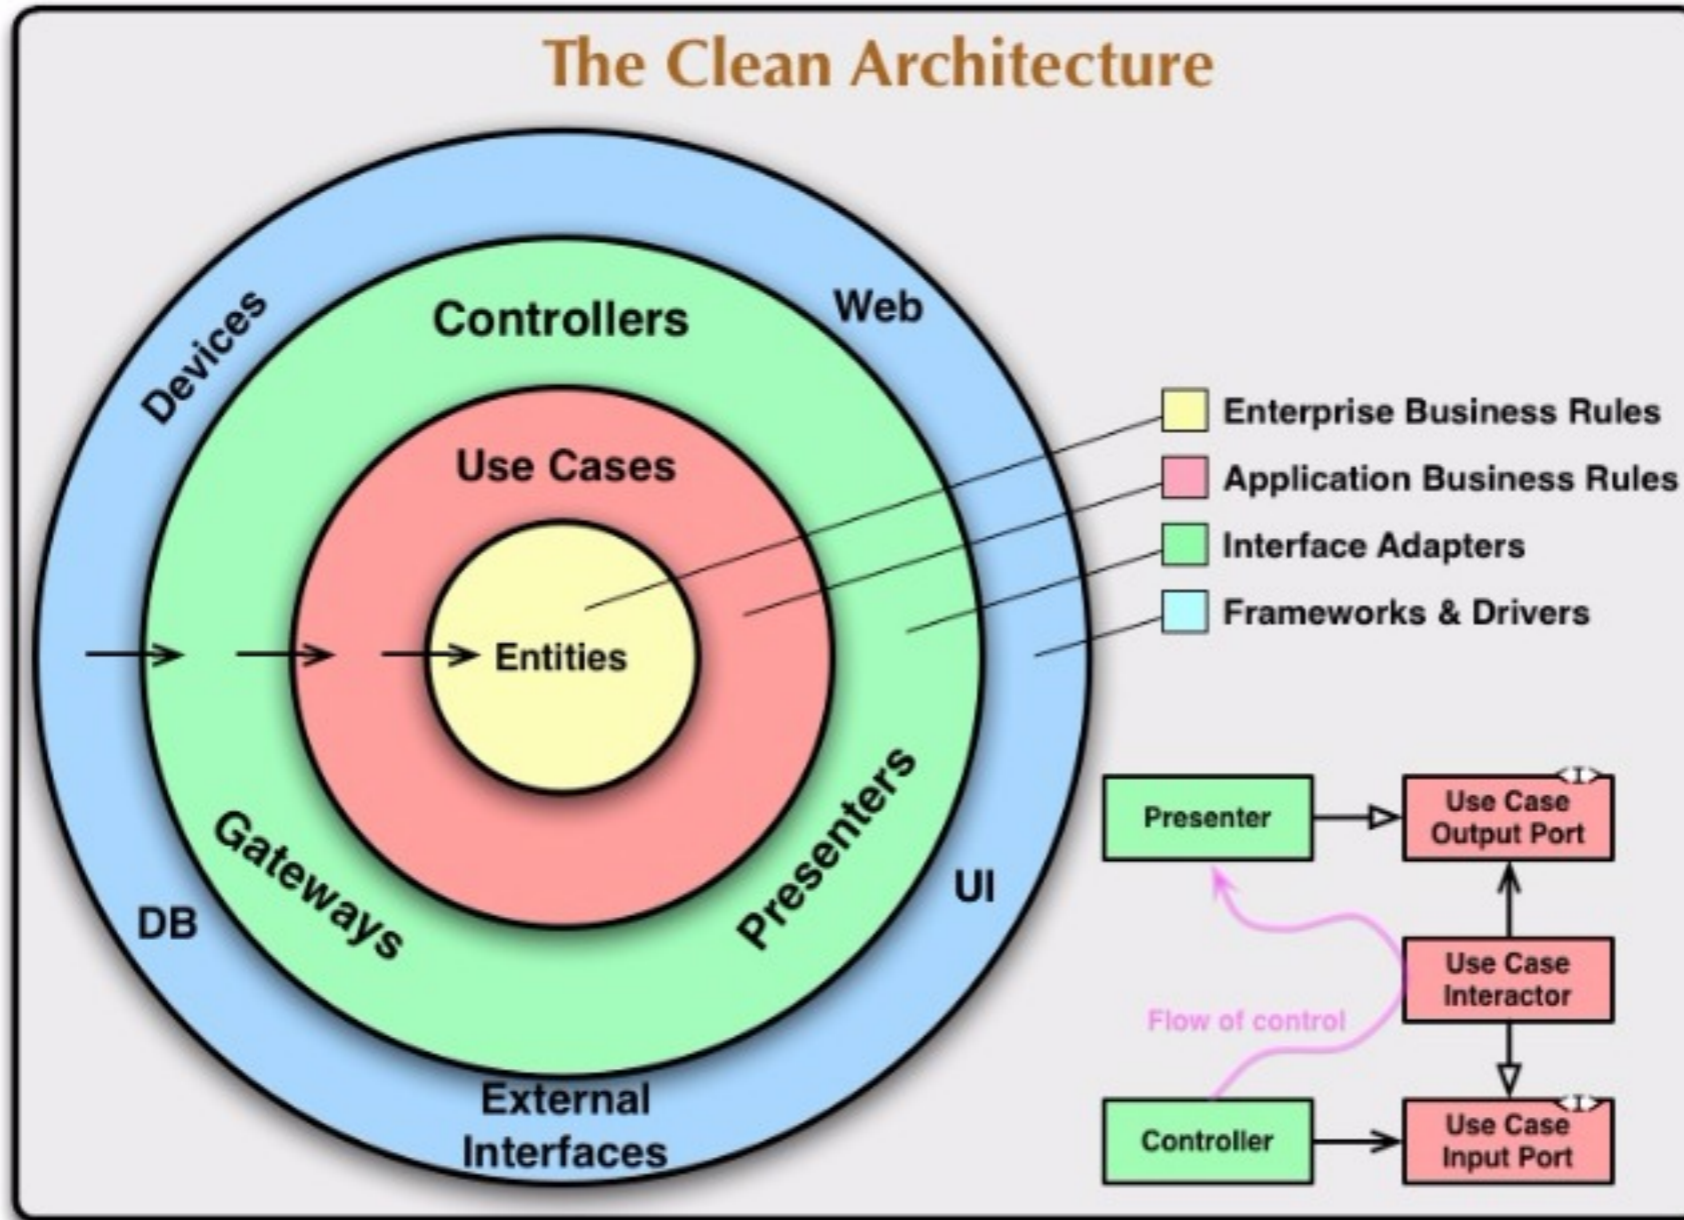 The Clean Architecture
Devices
Web
Controllers
Use Cases
Entities
Gateways
Presenters
DB
UI
External
Interfaces
Enterprise Business Rules
Application Business Rules
Interface Adapters
Frameworks & Drivers
Presenter
<I>
Use Case
Output Port
Use Case
Interactor
Flow of control
Controller
<I>
Use Case
Input Port